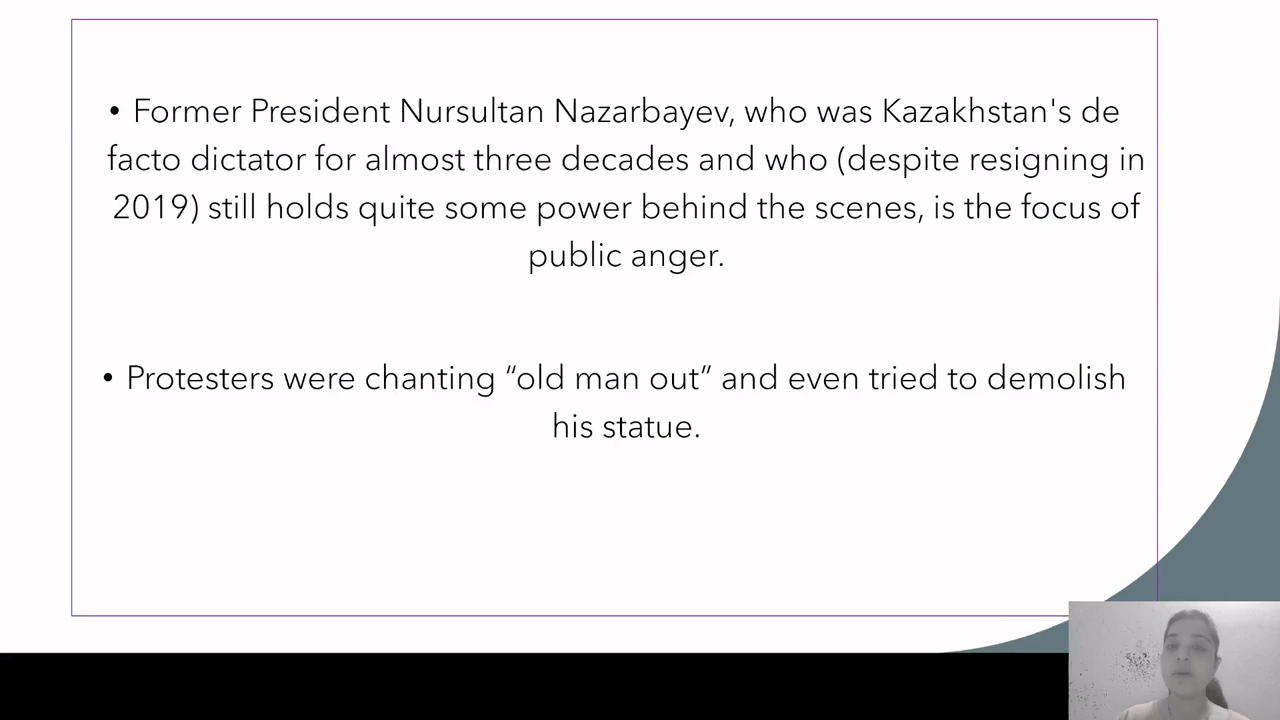 • Former President Nursultan Nazarbayev, who was Kazakhstan's de
facto dictator for almost three decades and who (despite resigning in
2019) still holds quite some power behind the scenes, is the focus of
public anger.
• Protesters were chanting “old man out” and even tried to demolish
his statue.